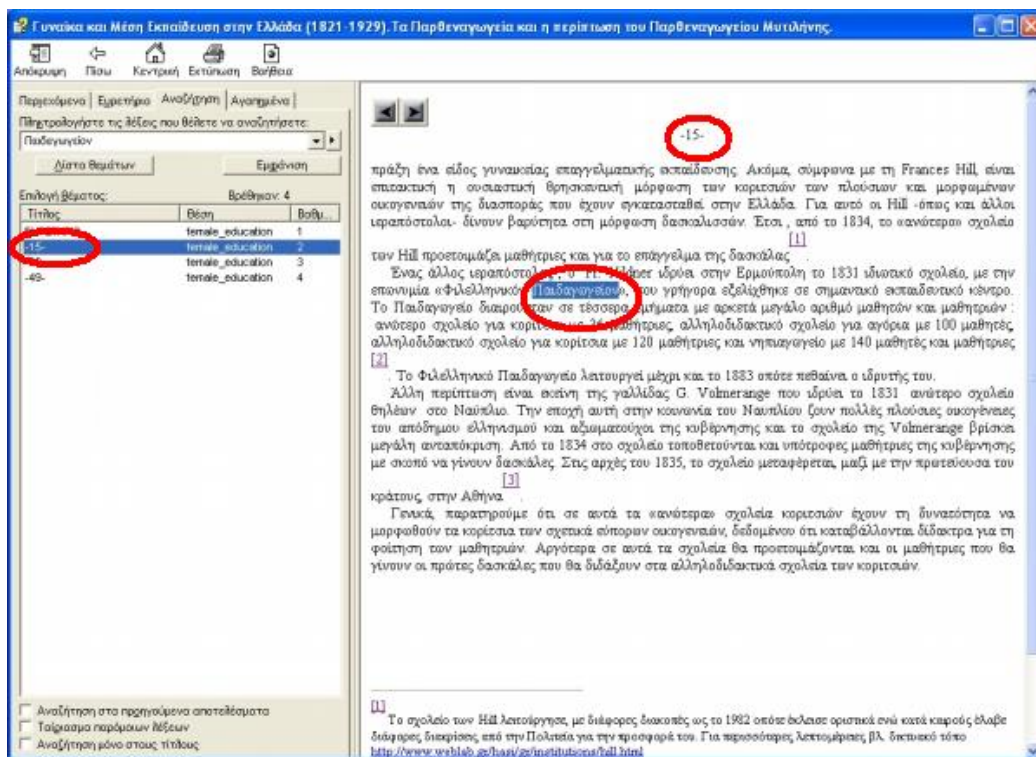 Γυναίκα και Μέση Εκπαίδευση στην Ελλάδα (1821-1929).Τα Παρθεναγωγεία και η περίπτωση του Παρθεναγωγείου Μυτιλήνης.
Απόκρυψη Πίσω Κεντρική Εκτύπωση Βοήθεια
Περιεχόμενα Ευρετήριο Αναζήτηση Αγαπημένα
Πληκτρολογήστε τις λέξεις που θέλετε να αναζητήσετε:
Παιδαγωγείον
Λίστα θεμάτων Εμφάνιση
Επιλογή θέματος: Βρέθηκαν: 4
Τίτλος Θέση Βαθμ...
female_education 1
-15- female_education 2
female_education 3
-49- female_education 4
Αναζήτηση στα προηγούμενα αποτελέσματα
Ταίριασμα παρόμοιων λέξεων
Αναζήτηση μόνο στους τίτλους
-15-
πράξη ένα είδος γυναικείας επαγγελματικής εκπαίδευσης. Ακόμα, σύμφωνα με τη Frances Hill, είναι
επιτακτική η ουσιαστική θρησκευτική μόρφωση των κοριτσιών των πλούσιων και μορφωμένων
οικογενειών της διασποράς που έχουν εγκατασταθεί στην Ελλάδα. Για αυτό οι Hill -όπως και άλλοι
ιεραπόστολοι- δίνουν βαρύτητα στη μόρφωση δασκαλισσών. Έτσι , από το 1834, το «ανώτερο» σχολείο
[1]
των Hill προετοιμάζει μαθήτριες και για το επάγγελμα της δασκάλας .
Ένας άλλος ιεραπόστολος , ο ldner ιδρύει στην Ερμούπολη το 1831 ιδιωτικό σχολείο, με την
επωνυμία «Φιλελληνικό Παιδαγωγείον», που γρήγορα εξελίχθηκε σε σημαντικό εκπαιδευτικό κέντρο.
Το Παιδαγωγείο διαιρούνταν σε τέσσερα τμήματα με αρκετά μεγάλο αριθμό μαθητών και μαθητριών :
ανώτερο σχολείο για κορίτσια με 36 μαθήτριες, αλληλοδιδακτικό σχολείο για αγόρια με 100 μαθητές,
αλληλοδιδακτικό σχολείο για κορίτσια με 120 μαθήτριες και νηπιαγωγείο με 140 μαθητές και μαθήτριες
[2]
. Το Φιλελληνικό Παιδαγωγείο λειτουργεί μέχρι και το 1883 οπότε πεθαίνει ο ιδρυτής του.
Άλλη περίπτωση είναι εκείνη της γαλλίδας G. Volmerange που ιδρύει το 1831 ανώτερο σχολείο
θηλέων στο Ναύπλιο. Την εποχή αυτή στην κοινωνία του Ναυπλίου ζουν πολλές πλούσιες οικογένειες
του απόδημου ελληνισμού και αξιωματούχοι της κυβέρνησης και το σχολείο της Volmerange βρίσκει
μεγάλη ανταπόκριση. Από το 1834 στο σχολείο τοποθετούνται και υπότροφες μαθήτριες της κυβέρνησης
με σκοπό να γίνουν δασκάλες. Στις αρχές του 1835, το σχολείο μεταφέρεται, μαζί με την πρωτεύουσα του
[3]
κράτους, στην Αθήνα .
Γενικά, παρατηρούμε ότι σε αυτά τα «ανώτερα» σχολεία κοριτσιών έχουν τη δυνατότητα να
μορφωθούν τα κορίτσια των σχετικά εύπορων οικογενειών, δεδομένου ότι καταβάλλονται δίδακτρα για τη
φοίτηση των μαθητριών. Αργότερα σε αυτά τα σχολεία θα προετοιμάζονται και οι μαθήτριες που θα
γίνουν οι πρώτες δασκάλες που θα διδάξουν στα αλληλοδιδακτικά σχολεία των κοριτσιών.
[1]
Το σχολείο των Hill λειτούργησε, με διάφορες διακοπές ως το 1982 οπότε έκλεισε οριστικά ενώ κατά καιρούς έλαβε
διάφορες διακρίσεις από την Πολιτεία για την προσφορά του. Για περισσότερες λεπτομέρειες βλ. δικτυακό τόπο
http://www.weblab.gr/hasi/gr/institutions/hill.html